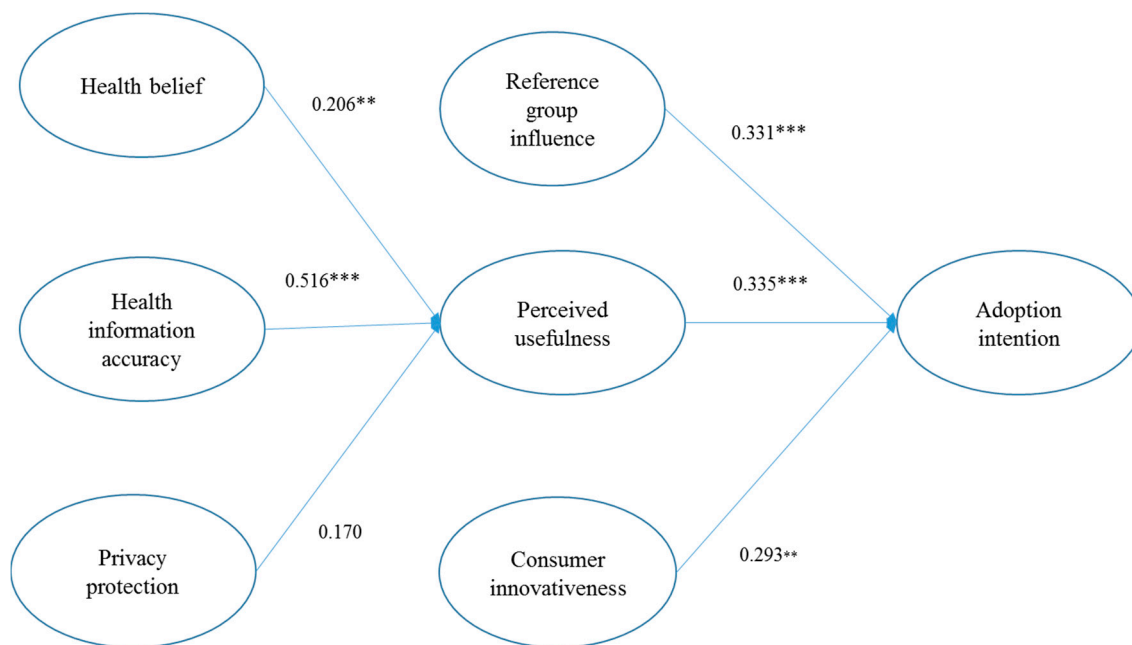 Health belief
0.206**
Reference
group
influence
0.331***
Health
information
accuracy
0.516***
Perceived
usefulness
0.335***
Adoption
intention
Privacy
protection
0.170
Consumer
innovativeness
0.293**